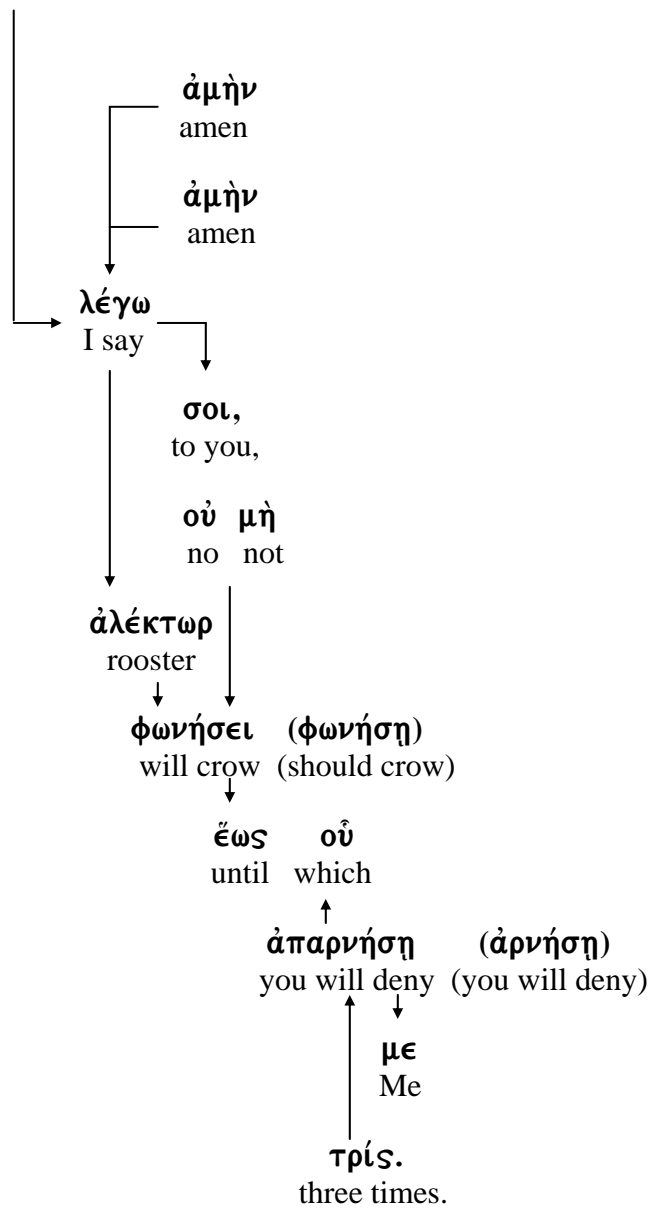 ἀμὴν
amen
ἀμὴν
amen
λέγω
I say
σοι,
to you,
οὐ μὴ
no not
ἀλέκτωρ
rooster
φωνήσει (φωνήσῃ)
will crow (should crow)
ἕως οὗ
until which
ἀπαρνήσῃ (ἀρνήσῃ)
you will deny (you will deny)
με
Me
τρίς.
three times.